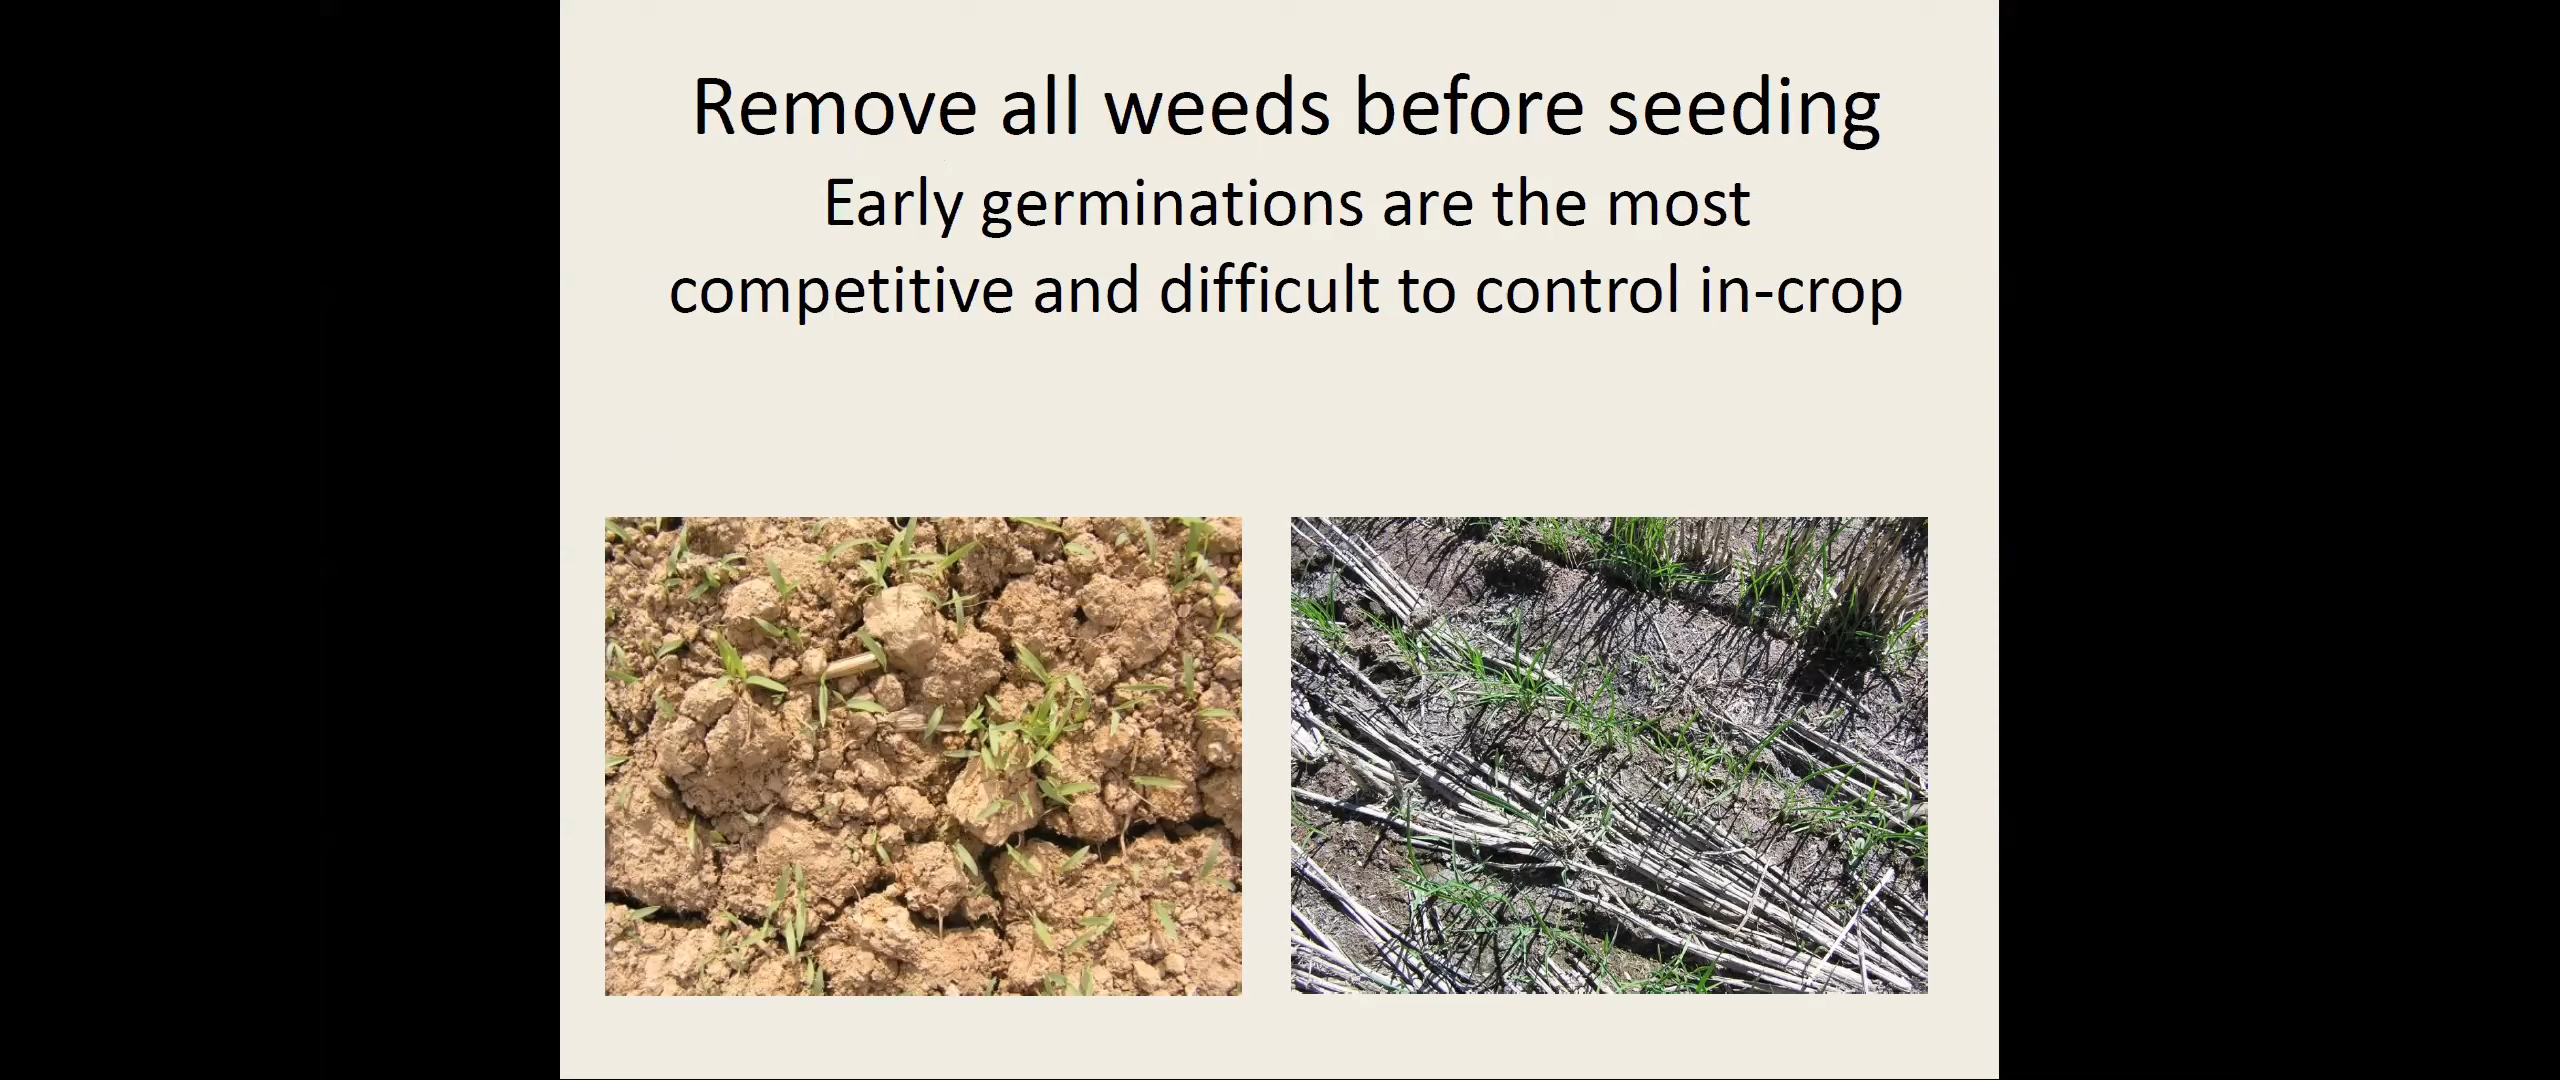 Remove all weeds before seeding
Early germinations are the most
competitive and difficult to control in-crop